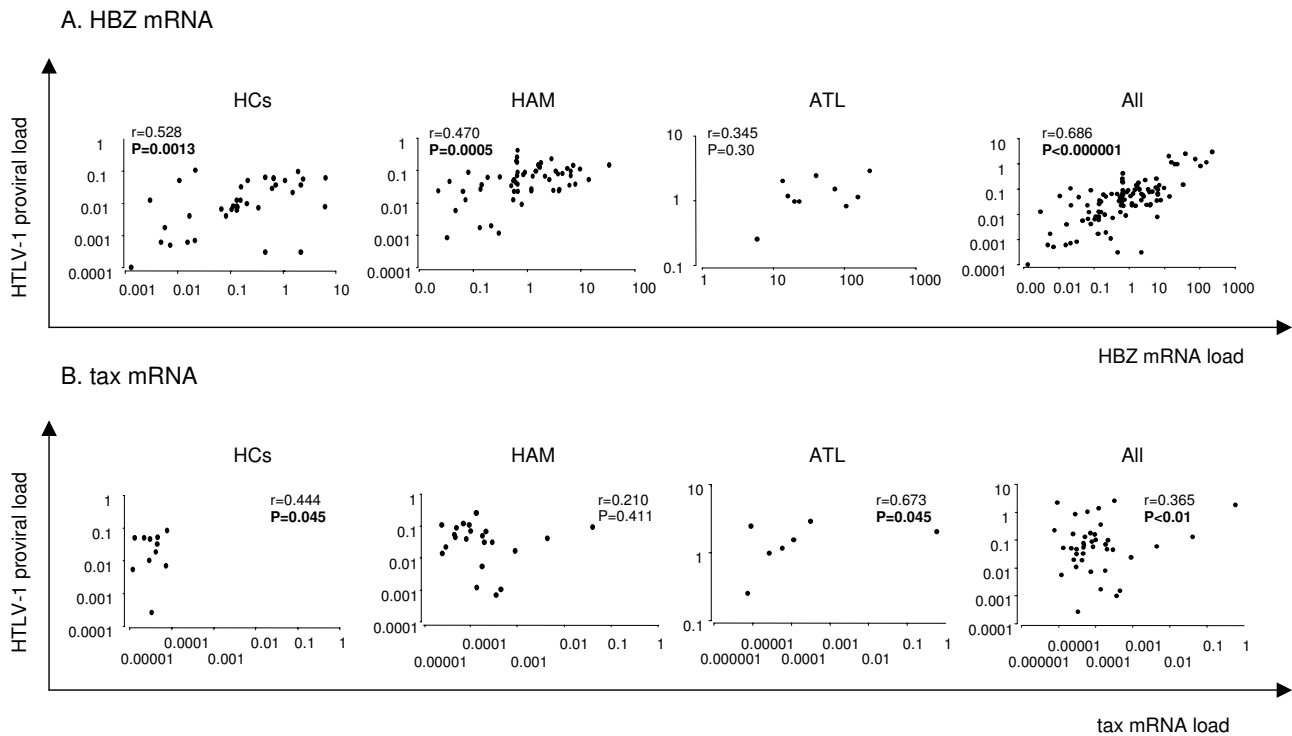 A. HBZ mRNA
HTLV-1 proviral load
HCs
r=0.528
P=0.0013
1
0.1
0.01
0.001
0.0001
0.001 0.01 0.1 1 10
HAM
r=0.470
P=0.0005
1
0.1
0.01
0.001
0.0001
0.0 0.1 1 10 100
ATL
r=0.345
P=0.30
10
1
0.1
1 10 100 1000
All
r=0.686
P<0.000001
10
1
0.1
0.01
0.001
0.0001
0.00 0.01 0.1 1 10 100 1000
HBZ mRNA load
B. tax mRNA
HTLV-1 proviral load
HCs
r=0.444
P=0.045
1
0.1
0.01
0.001
0.0001
0.0001 0.01 0.1 1
0.00001 0.001
HAM
r=0.210
P=0.411
1
0.1
0.01
0.001
0.0001
0.0001 0.01 0.1 1
0.00001 0.001
ATL
r=0.673
P=0.045
10
1
0.1
0.00001 0.001 0.1 1
0.000001 0.0001 0.01
All
r=0.365
P<0.01
10
1
0.1
0.01
0.001
0.0001
0.00001 0.001 0.1 1
0.000001 0.0001 0.01
tax mRNA load